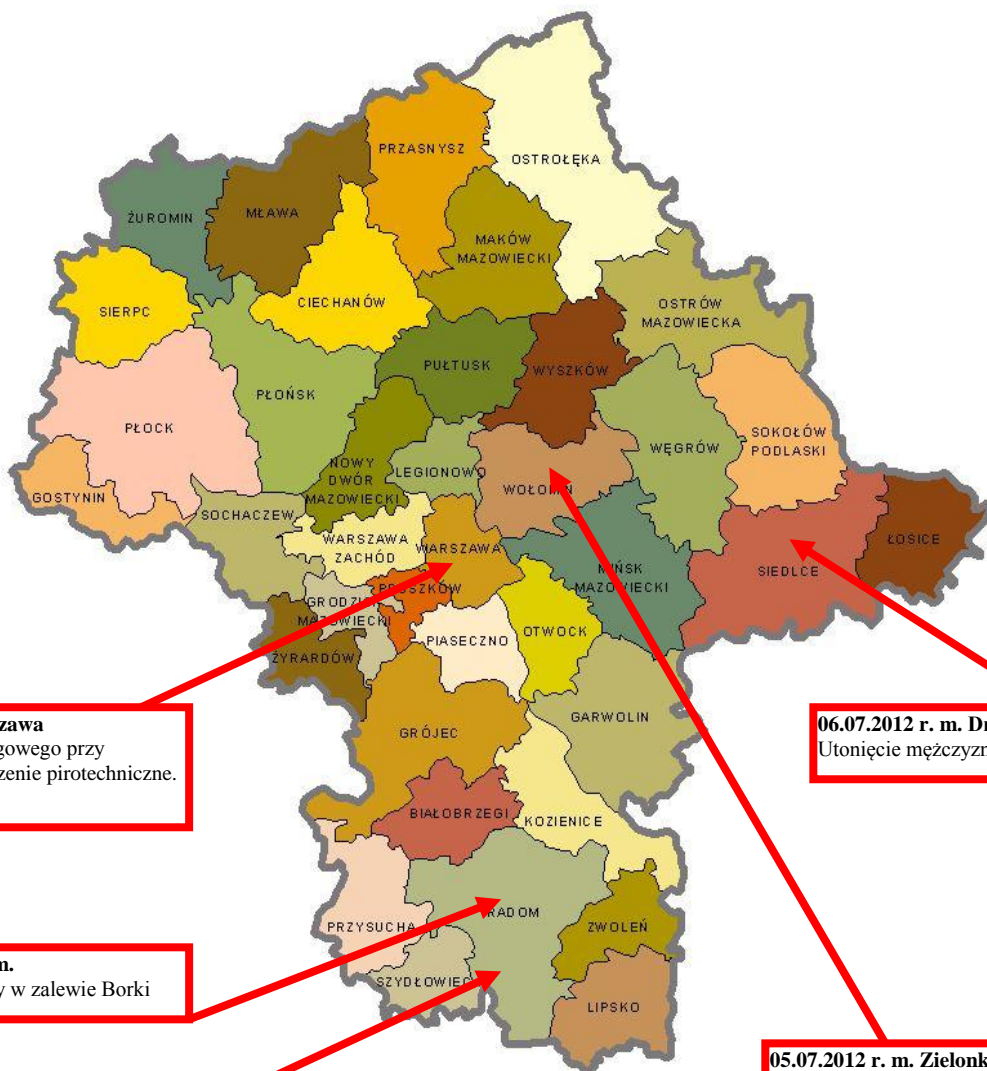 PRZASNYSZ
OSTROŁĘKA
ŻUROMIN
MŁAWA
MAKÓW
MAZOWIECKI
SIERPC
CIECHANÓW
OSTRÓW
MAZOWIECKA
PŁOCK
PŁOŃSK
PUŁTUSK
WYSZKÓW
WĘGRÓW
SOKOŁÓW
PODLASKI
GOSTYNIN
NOWY
DWÓR
MAZOWIECKI
LEGIONOWO
WOŁOMIN
SOCHACZEW
WARSZAWA
ZACHÓD
WARSZAWA
MIŃSK
MAZOWIECKI
SIEDLCE
ŁOSICE
GRODZISK
MAZOWIECKI
PRUSZKÓW
PIASECZNO
OTWOCK
ŻYRARDÓW
GRÓJEC
GARWOLIN
BIAŁOBRZEGI
KOZIENICE
PRZYSUCHA
RADOM
ZWOLEŃ
SZYDŁOWIEC
LIPSKO
zawa
gowego przy
zenie pirotechniczne.
06.07.2012 r. m. Dr
Utonięcie mężczyzn
m.
y w zalewie Borki
05.07.2012 r. m. Zielonk